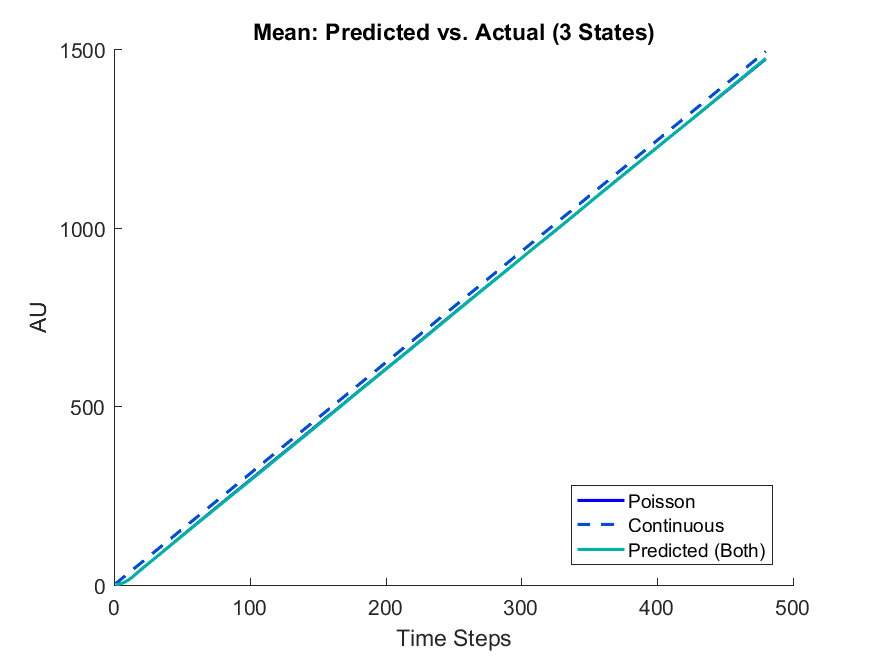 Mean: Predicted vs. Actual (3 States)
1500
1000
500
0
AU
0 100 200 300 400 500
Time Steps
Poisson
Continuous
Predicted (Both)